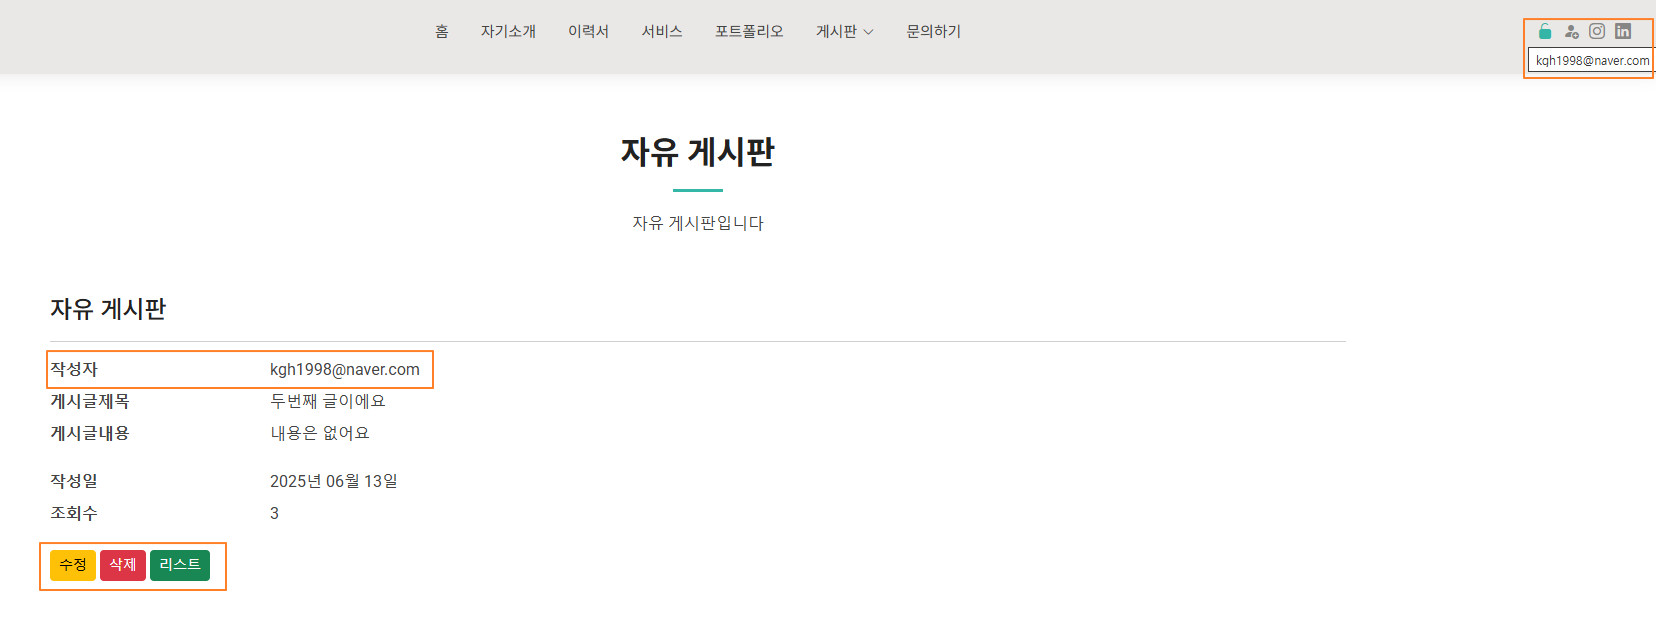 홈 자기소개 이력서 서비스 포트폴리오 게시판 문의하기
kgh1998@naver.com
자유 게시판
자유 게시판입니다
자유 게시판
작성자 kgh1998@naver.com
게시글제목 두번째 글이에요
게시글내용 내용은 없어요
작성일 2025년 06월 13일
조회수 3
수정 삭제 리스트